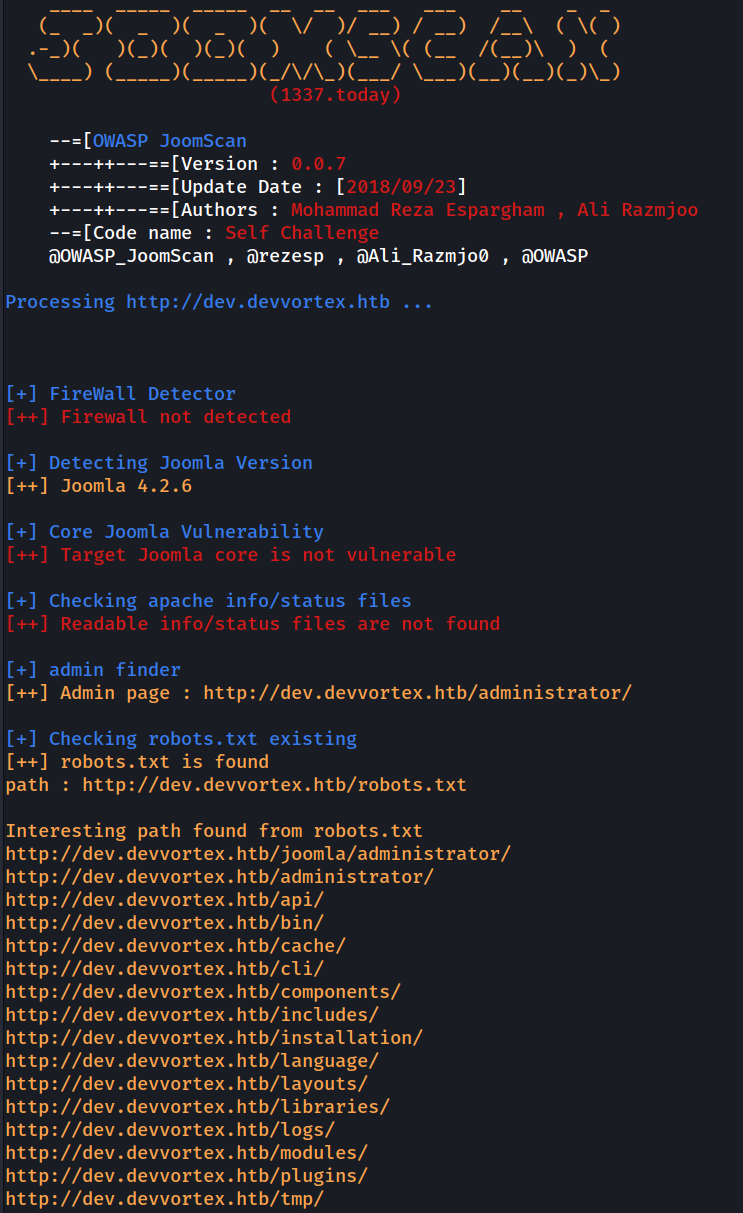 ____  _____  _____  __  __  ___   ___    __    _  _
(_  _)(  _  )(  _  )(  \/  )/ __) / __)  /__\  ( \( )
.-_)(   )(_)(  )(_)(  )    ( \__ \( (__  /(__)\  )  (
\____) (_____)(_____)(_/\/\_)(___/ \___)(__)(__)(_)\_)
(1337.today)
--=[OWASP JoomScan
+---++---==[Version : 0.0.7
+---++---==[Update Date : [2018/09/23]
+---++---==[Authors : Mohammad Reza Espargham , Ali Razmjoo
--=[Code name : Self Challenge
@OWASP_JoomScan , @rezesp , @Ali_Razmjo0 , @OWASP
Processing http://dev.devvortex.htb ...
[+] FireWall Detector
[++] Firewall not detected
[+] Detecting Joomla Version
[++] Joomla 4.2.6
[+] Core Joomla Vulnerability
[++] Target Joomla core is not vulnerable
[+] Checking apache info/status files
[++] Readable info/status files are not found
[+] admin finder
[++] Admin page : http://dev.devvortex.htb/administrator/
[+] Checking robots.txt existing
[++] robots.txt is found
path : http://dev.devvortex.htb/robots.txt
Interesting path found from robots.txt
http://dev.devvortex.htb/joomla/administrator/
http://dev.devvortex.htb/administrator/
http://dev.devvortex.htb/api/
http://dev.devvortex.htb/bin/
http://dev.devvortex.htb/cache/
http://dev.devvortex.htb/cli/
http://dev.devvortex.htb/components/
http://dev.devvortex.htb/includes/
http://dev.devvortex.htb/installation/
http://dev.devvortex.htb/language/
http://dev.devvortex.htb/layouts/
http://dev.devvortex.htb/libraries/
http://dev.devvortex.htb/logs/
http://dev.devvortex.htb/modules/
http://dev.devvortex.htb/plugins/
http://dev.devvortex.htb/tmp/